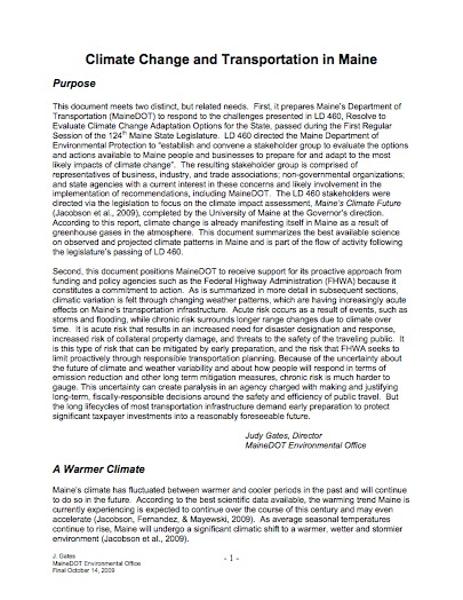 Climate Change and Transportation in Maine
Purpose
This document meets two distinct, but related needs.  First, it prepares Maine's Department of
Transportation (MaineDOT) to respond to the challenges presented in LD 460, Resolve to
Evaluate Climate Change Adaptation Options for the State, passed during the First Regular
Session of the 124th Maine State Legislature.  LD 460 directed the Maine Department of
Environmental Protection to "establish and convene a stakeholder group to evaluate the options
and actions available to Maine people and businesses to prepare for and adapt to the most
likely impacts of climate change".  The resulting stakeholder group is comprised of
representatives of business, industry, and trade associations; non-governmental organizations;
and state agencies with a current interest in these concerns and likely involvement in the
implementation of recommendations, including MaineDOT.  The LD 460 stakeholders were
directed via the legislation to focus on the climate impact assessment, Maine's Climate Future
(Jacobson et al., 2009), completed by the University of Maine at the Governor's direction.
According to this report, climate change is already manifesting itself in Maine as a result of
greenhouse gases in the atmosphere.  This document summarizes the best available science
on observed and projected climate patterns in Maine and is part of the flow of activity following
the legislature's passing of LD 460.
Second, this document positions MaineDOT to receive support for its proactive approach from
funding and policy agencies such as the Federal Highway Administration (FHWA) because it
constitutes a commitment to action.  As is summarized in more detail in subsequent sections,
climatic variation is felt through changing weather patterns, which are having increasingly acute
effects on Maine's transportation infrastructure.  Acute risk occurs as a result of events, such as
storms and flooding, while chronic risk surrounds longer range changes due to climate over
time.  It is acute risk that results in an increased need for disaster designation and response,
increased risk of collateral property damage, and threats to the safety of the traveling public.  It
is this type of risk that can be mitigated by early preparation, and the risk that FHWA seeks to
limit proactively through responsible transportation planning. Because of the uncertainty about
the future of climate and weather variability and about how people will respond in terms of
emission reduction and other long term mitigation measures, chronic risk is much harder to
gauge. This uncertainty can create paralysis in an agency charged with making and justifying
long-term, fiscally-responsible decisions around the safety and efficiency of public travel.  But
the long lifecycles of most transportation infrastructure demand early preparation to protect
significant taxpayer investments into a reasonably foreseeable future.
Judy Gates, Director
MaineDOT Environmental Office
A Warmer Climate
Maine's climate has fluctuated between warmer and cooler periods in the past and will continue
to do so in the future.  According to the best scientific data available, the warming trend Maine is
currently experiencing is expected to continue over the course of this century and may even
accelerate (Jacobson, Fernandez, & Mayewski, 2009).  As average seasonal temperatures
continue to rise, Maine will undergo a significant climatic shift to a warmer, wetter and stormier
environment (Jacobson et al., 2009).
J. Gates
MaineDOT Environmental Office
Final October 14, 2009
- 1 -